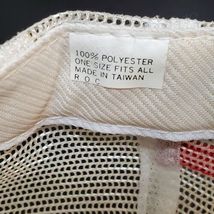 100% POLYESTER
ONE SIZE FITS ALL
MADE IN TAIWAN
R.O.C.